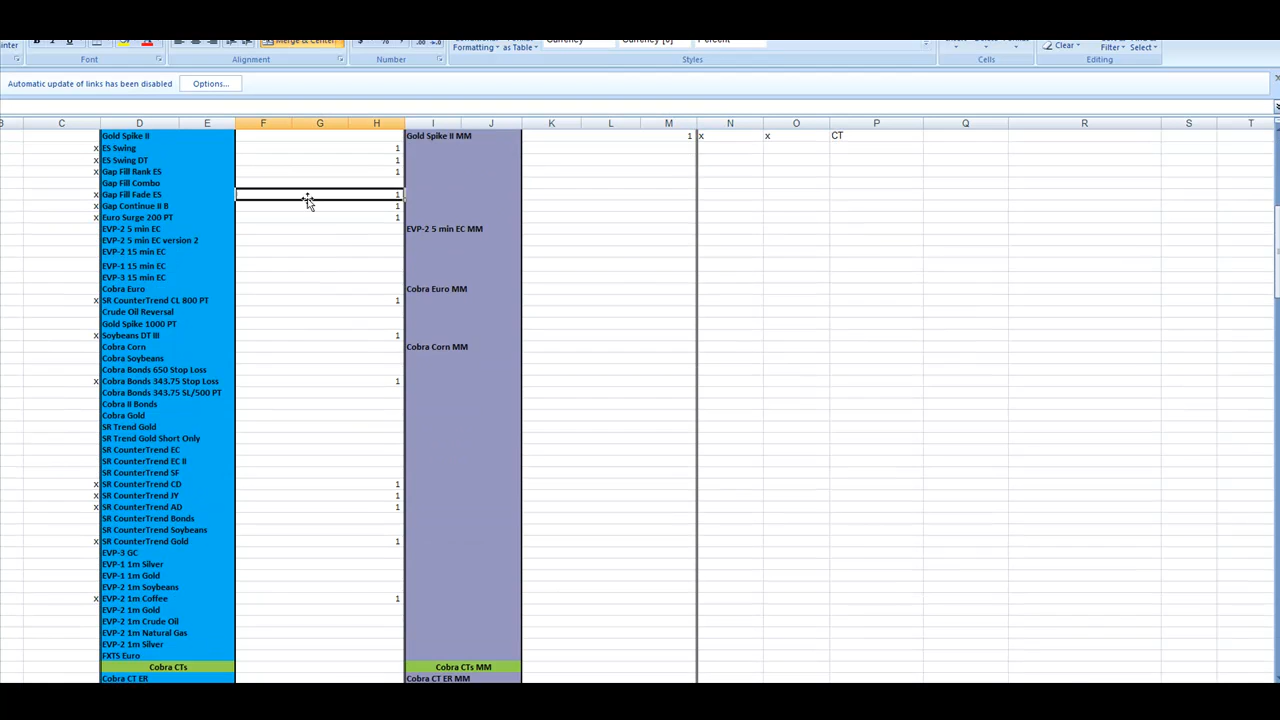 Merge & Center
$ %
Formatting as Table
Currency Currency [0] Percent
Clear
Filter Select
Font Alignment Number Styles Cells Editing
Automatic update of links has been disabled Options...
C D E F G H I J K L M N O P Q R S T
Gold Spike II Gold Spike II MM 1 x x CT
x ES Swing 1
x ES Swing DT 1
x Gap Fill Rank ES 1
Gap Fill Combo
x Gap Fill Fade ES 1
x Gap Continue II B 1
x Euro Surge 200 PT 1
EVP-2 5 min EC EVP-2 5 min EC MM
EVP-2 5 min EC version 2
EVP-2 15 min EC
EVP-1 15 min EC
EVP-3 15 min EC
Cobra Euro Cobra Euro MM
x SR CounterTrend CL 800 PT 1
Crude Oil Reversal
Gold Spike 1000 PT
x Soybeans DT III 1
Cobra Corn Cobra Corn MM
Cobra Soybeans
Cobra Bonds 650 Stop Loss
x Cobra Bonds 343.75 Stop Loss 1
Cobra Bonds 343.75 SL/500 PT
Cobra II Bonds
Cobra Gold
SR Trend Gold
SR Trend Gold Short Only
SR CounterTrend EC
SR CounterTrend EC II
SR CounterTrend SF
x SR CounterTrend CD 1
x SR CounterTrend JY 1
x SR CounterTrend AD 1
SR CounterTrend Bonds
SR CounterTrend Soybeans
x SR CounterTrend Gold 1
EVP-3 GC
EVP-1 1m Silver
EVP-1 1m Gold
EVP-2 1m Soybeans
x EVP-2 1m Coffee 1
EVP-2 1m Gold
EVP-2 1m Crude Oil
EVP-2 1m Natural Gas
EVP-2 1m Silver
FXTS Euro
Cobra CTs Cobra CTs MM
Cobra CT ER Cobra CT ER MM